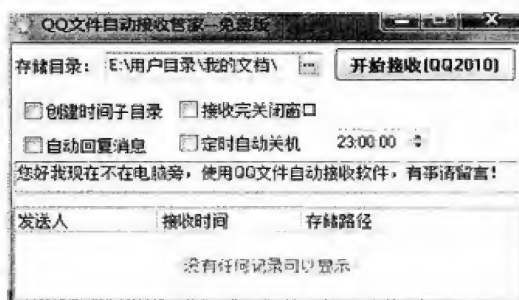 QQ文件自动接收管家--免费版
存储目录： E:\用户目录\我的文档\ ... 开始接收(QQ2010)
创建时间子目录 接收完关闭窗口
自动回复消息 定时自动关机 23:00:00
您好我现在不在电脑旁，使用QQ文件自动接收软件，有事请留言！
发送人 接收时间 存储路径
没有任何记录可以显示